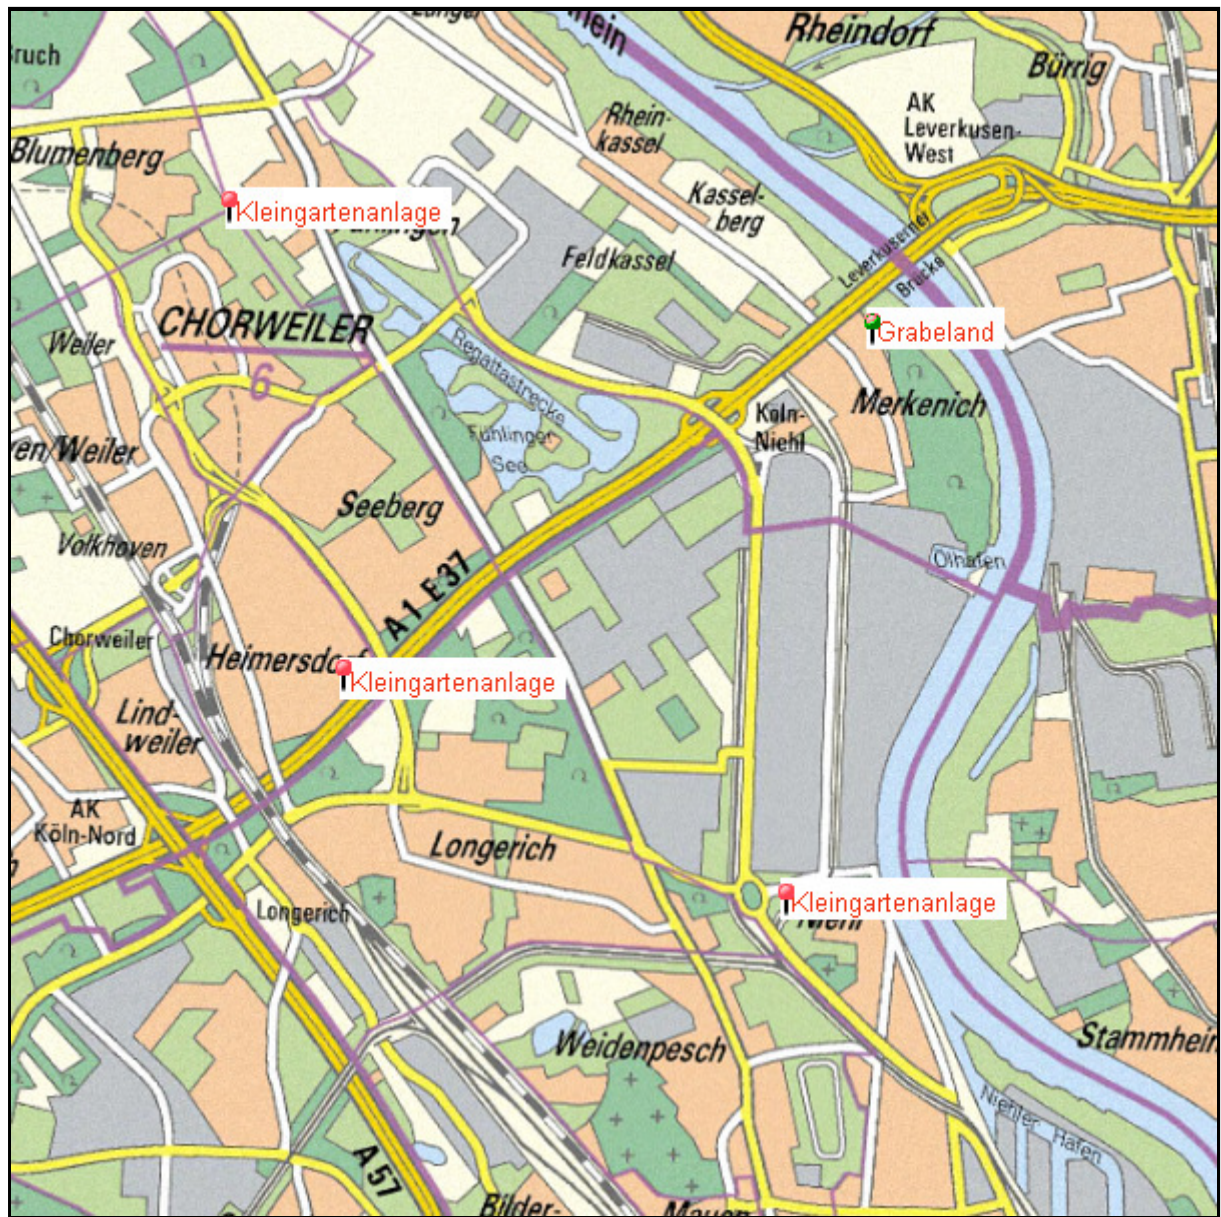 Rheindorf
Bürrig
AK
Leverkusen-
West
Rhein-
kassel
Blumenberg
Kleingartenanlage
Kassel-
berg
Feldkassel
Leverkusener
Brücke
CHORWEILER
Grabeland
Weiler
Regattastrecke
6
Merkenich
Köln-
Niehl
Fühlinger
See
Seeberg
Volkhoven
Ölhafen
A 1 E 37
Chorweiler
Heimersdorf
Kleingartenanlage
Lind-
weiler
AK
Köln-Nord
Longerich
Kleingartenanlage
Niehl
Longerich
Weidenpesch
Stammheim
Niehler Hafen
A 57
Bilder-